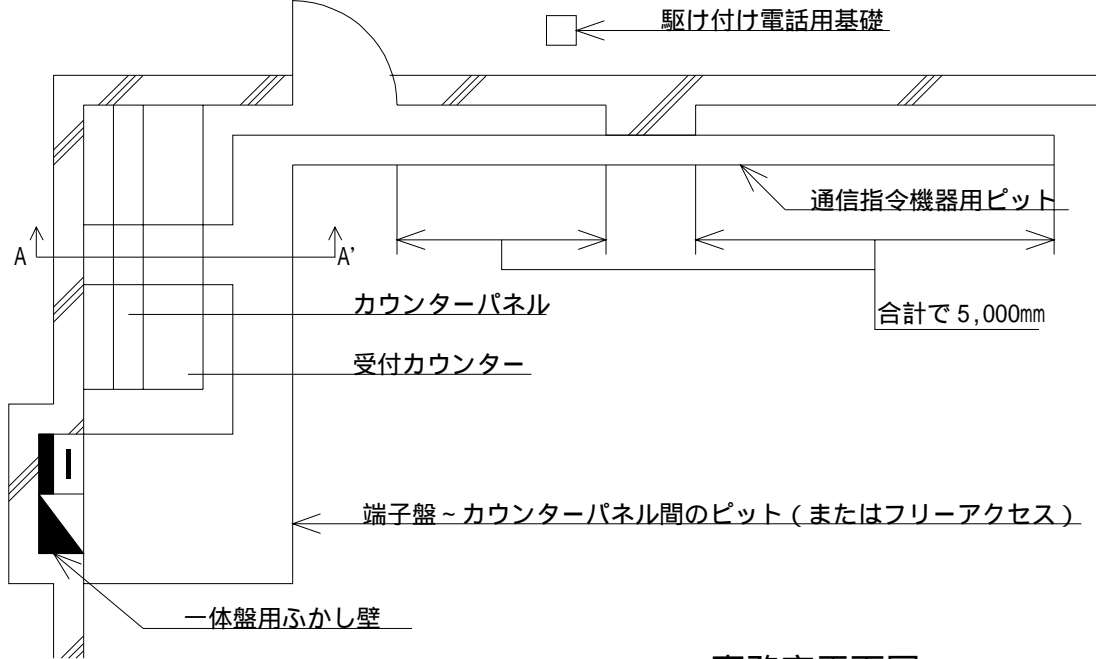 駆け付け電話用基礎
通信指令機器用ピット
A
A'
カウンターパネル
合計で5,000mm
受付カウンター
端子盤~カウンターパネル間のピット(またはフリーアクセス)
一体盤用ふかし壁